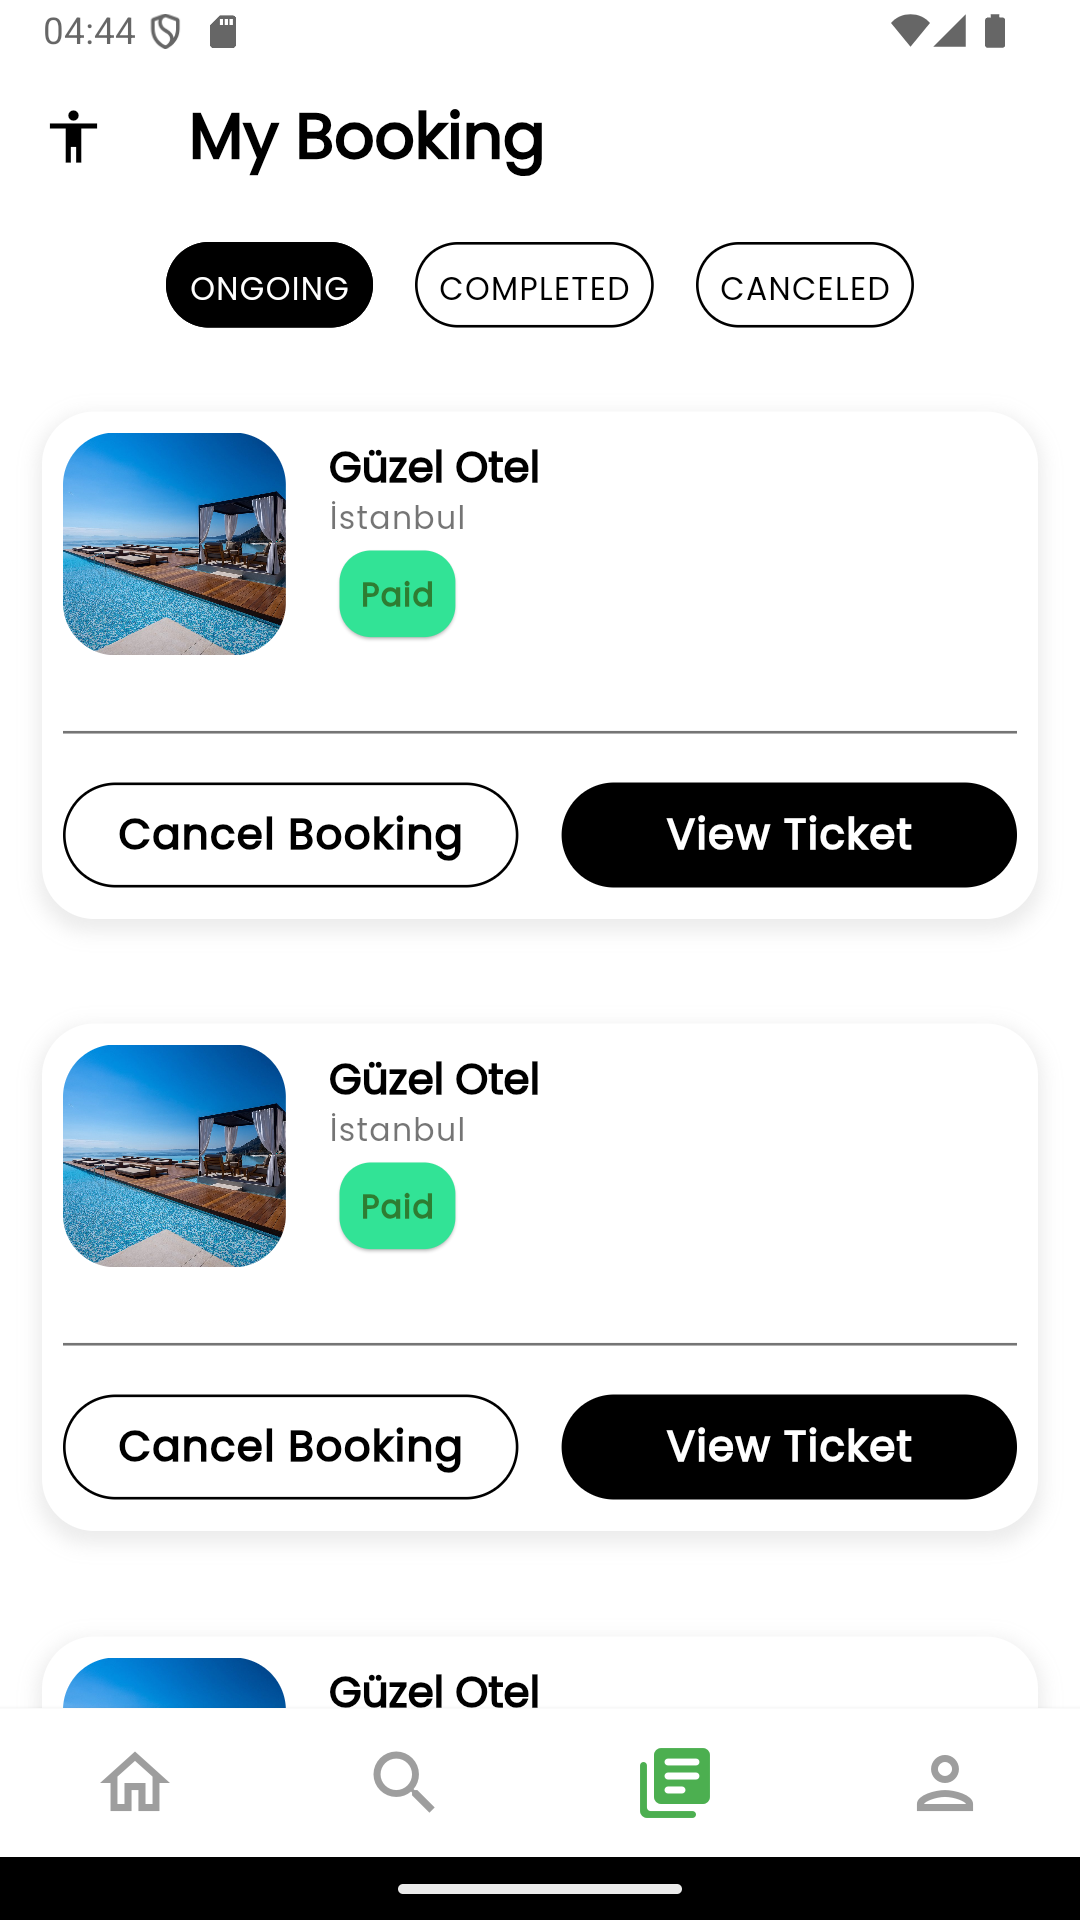 04:44
My Booking
ONGOING COMPLETED CANCELED
Güzel Otel
İstanbul
Paid
Cancel Booking View Ticket
Güzel Otel
İstanbul
Paid
Cancel Booking View Ticket
Güzel Otel